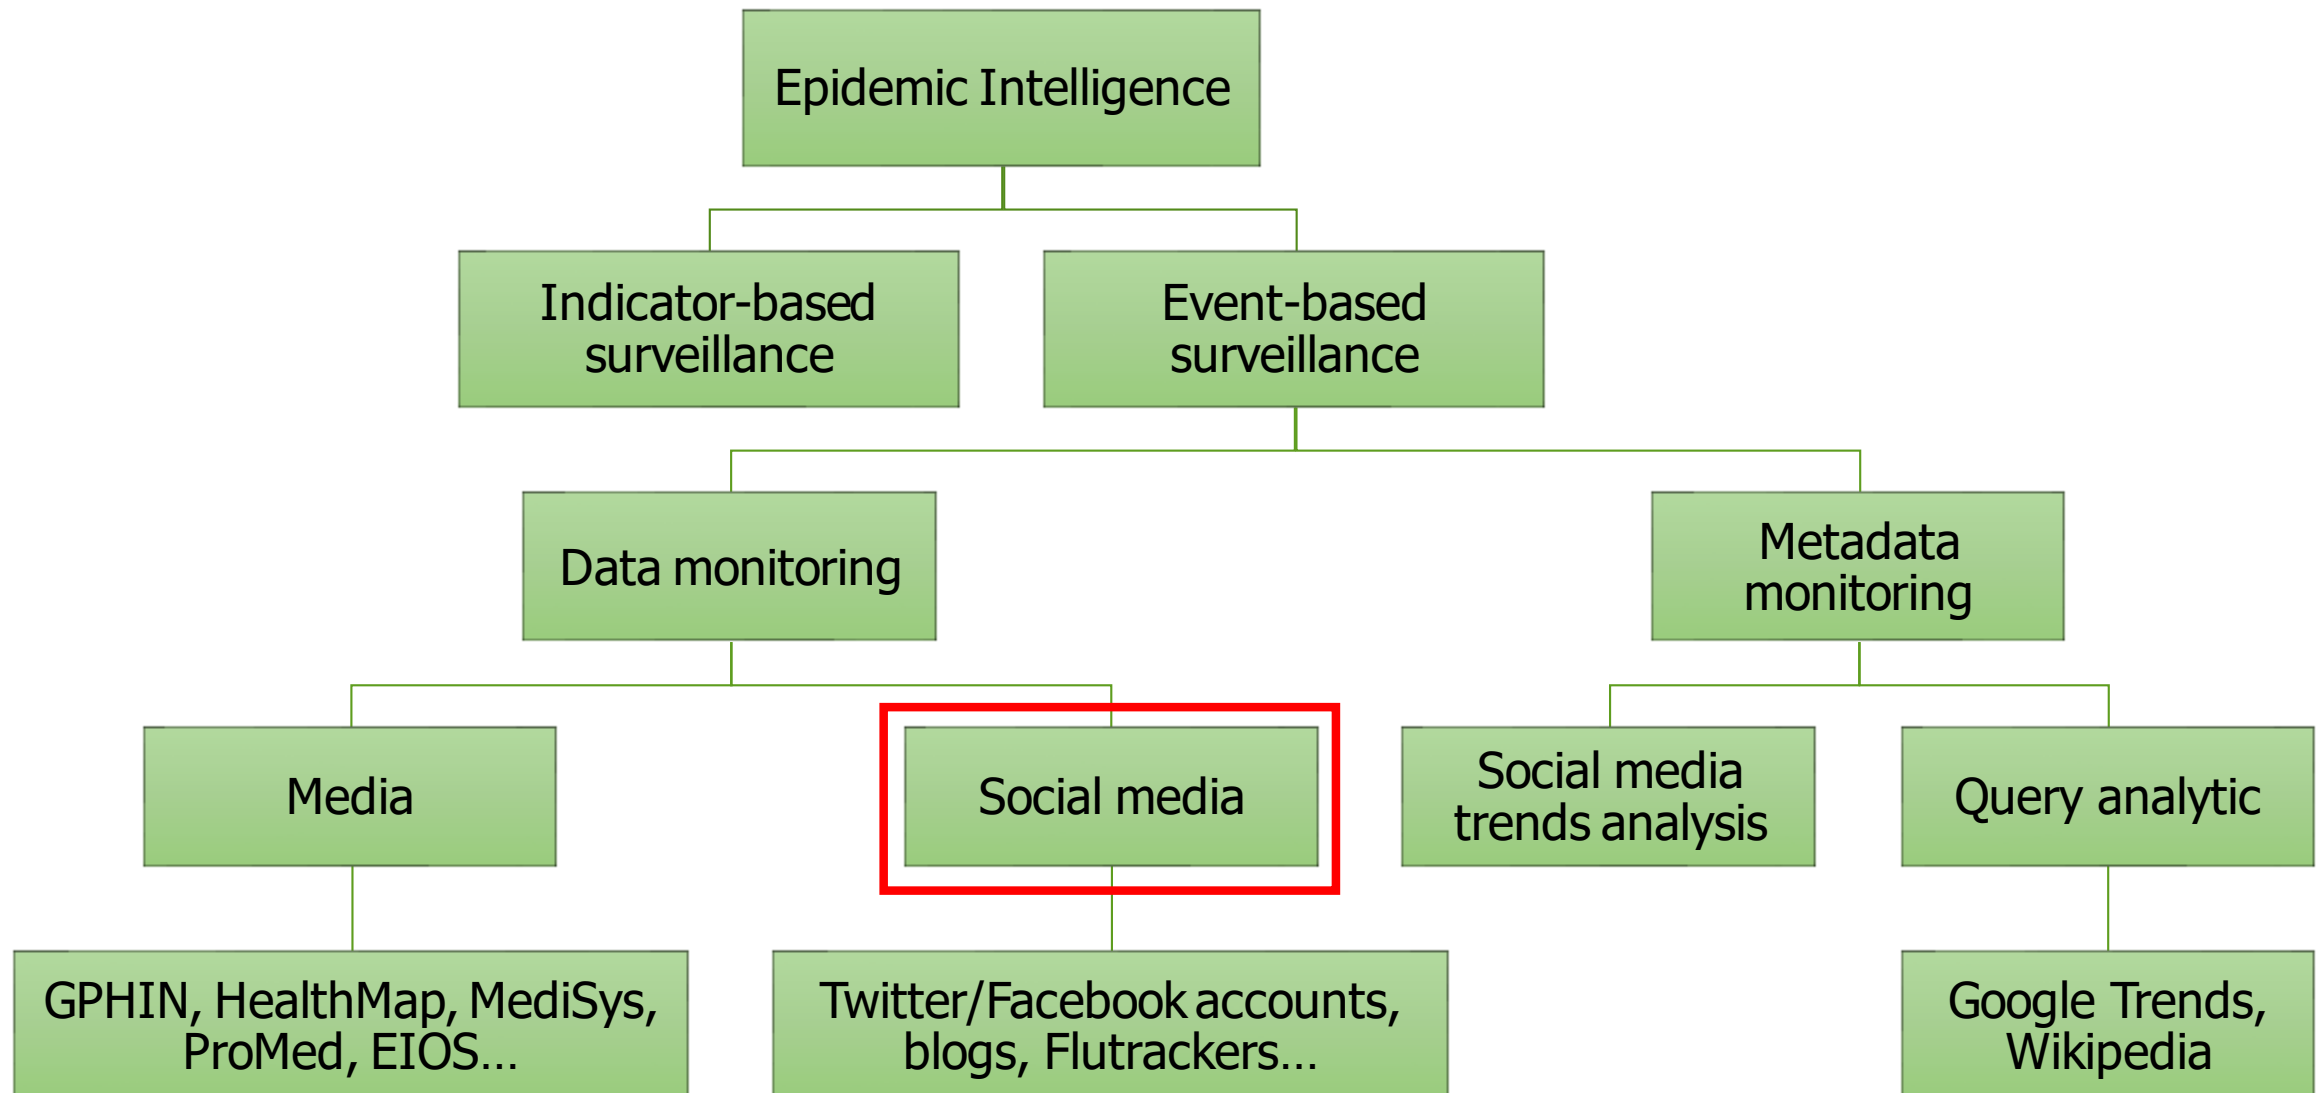 Epidemic Intelligence
Indicator-based
surveillance
Event-based
surveillance
Data monitoring
Metadata
monitoring
Media
Social media
Social media
trends analysis
Query analytic
GPHIN, HealthMap, MediSys,
ProMed, EIOS...
Twitter/Facebook accounts,
blogs, Flutrackers...
Google Trends,
Wikipedia